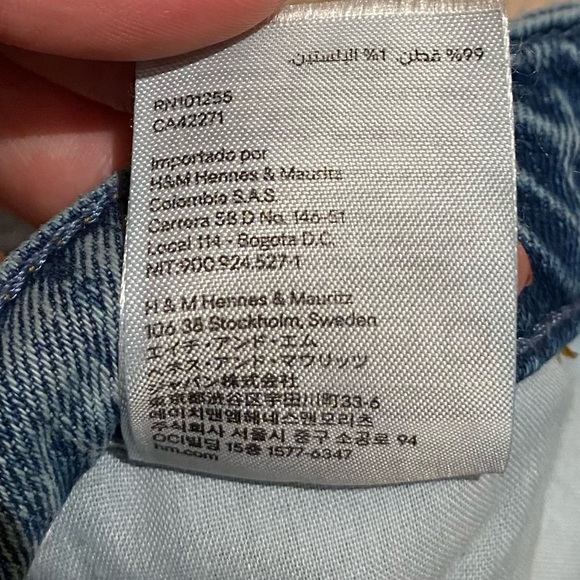 99% قطن. 1% الإلستين.
RN101255
CA42271
Importado por
H&M Hennes & Mauritz
Colombia S.A.S.
Carrera 58 D No. 146-51
Local 114 - Bogota D.C.
NIT:900.924.527-1
H & M Hennes & Mauritz
106 38 Stockholm, Sweden
エイチ・アンド・エム
ヘネス・アンド・マウリッツ
ジャパン株式会社
東京都渋谷区宇田川町33-6
에이치앤엠헤네스앤모리츠
주식회사 서울시 중구 소공로 94
OCI빌딩 15층 1577-6347
hm.com